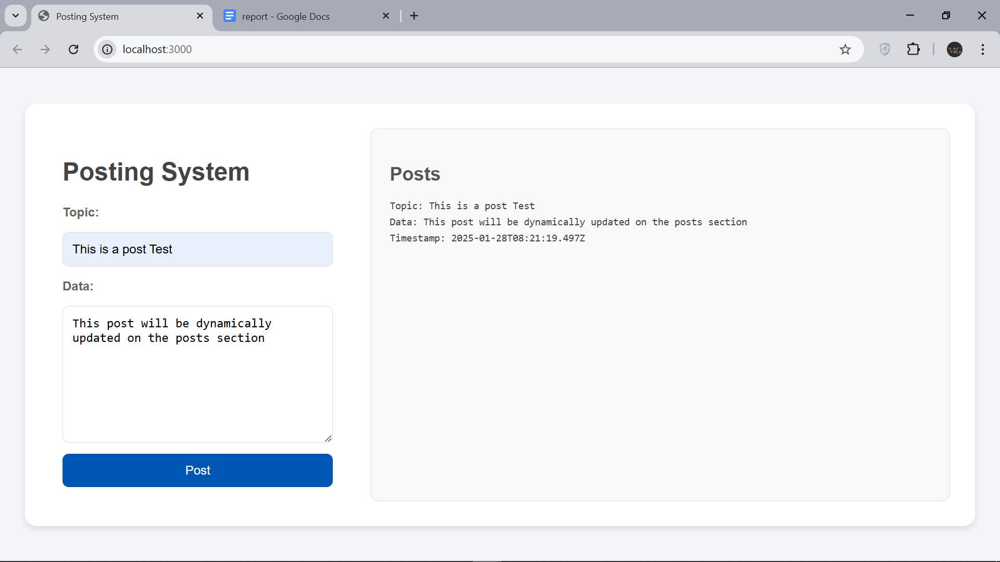 Posting System
report - Google Docs
localhost:3000
Posting System
Topic:
This is a post Test
Data:
This post will be dynamically
updated on the posts section
Post
Posts
Topic: This is a post Test
Data: This post will be dynamically updated on the posts section
Timestamp: 2025-01-28T08:21:19.497Z